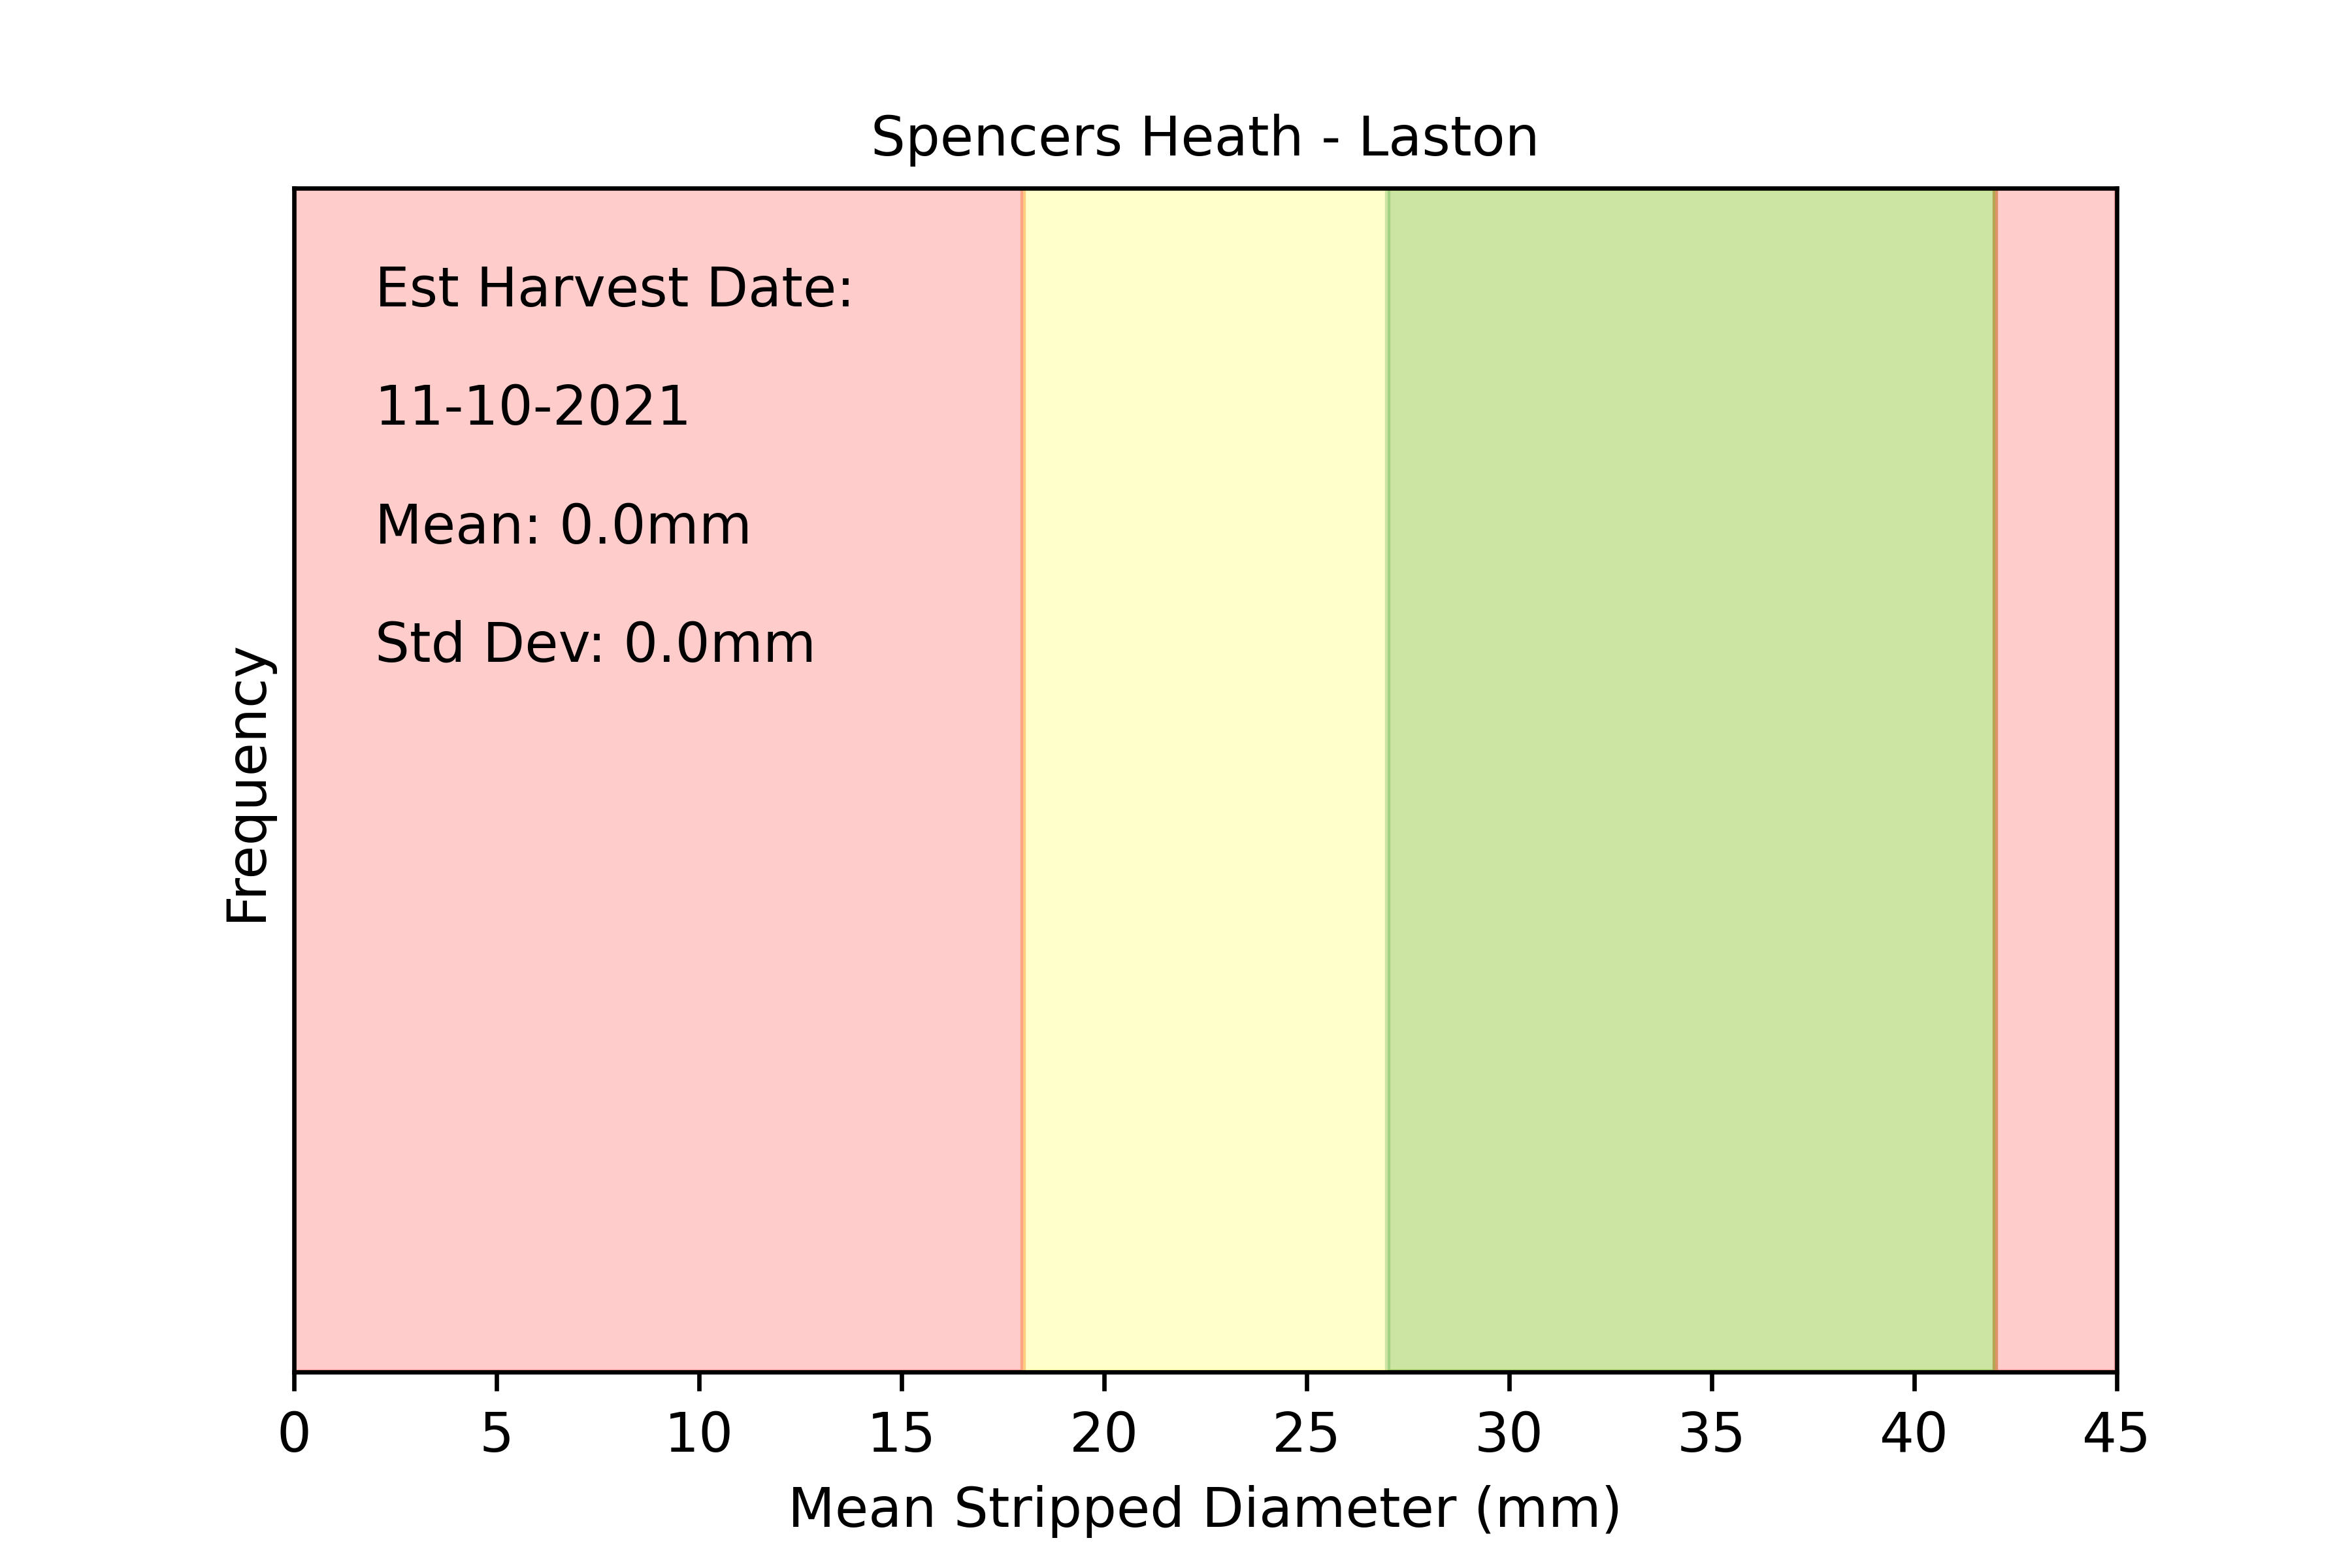 Spencers Heath - Laston
Est Harvest Date:
11-10-2021
Mean: 0.0mm
Std Dev: 0.0mm
Frequency
0 5 10 15 20 25 30 35 40 45
Mean Stripped Diameter (mm)